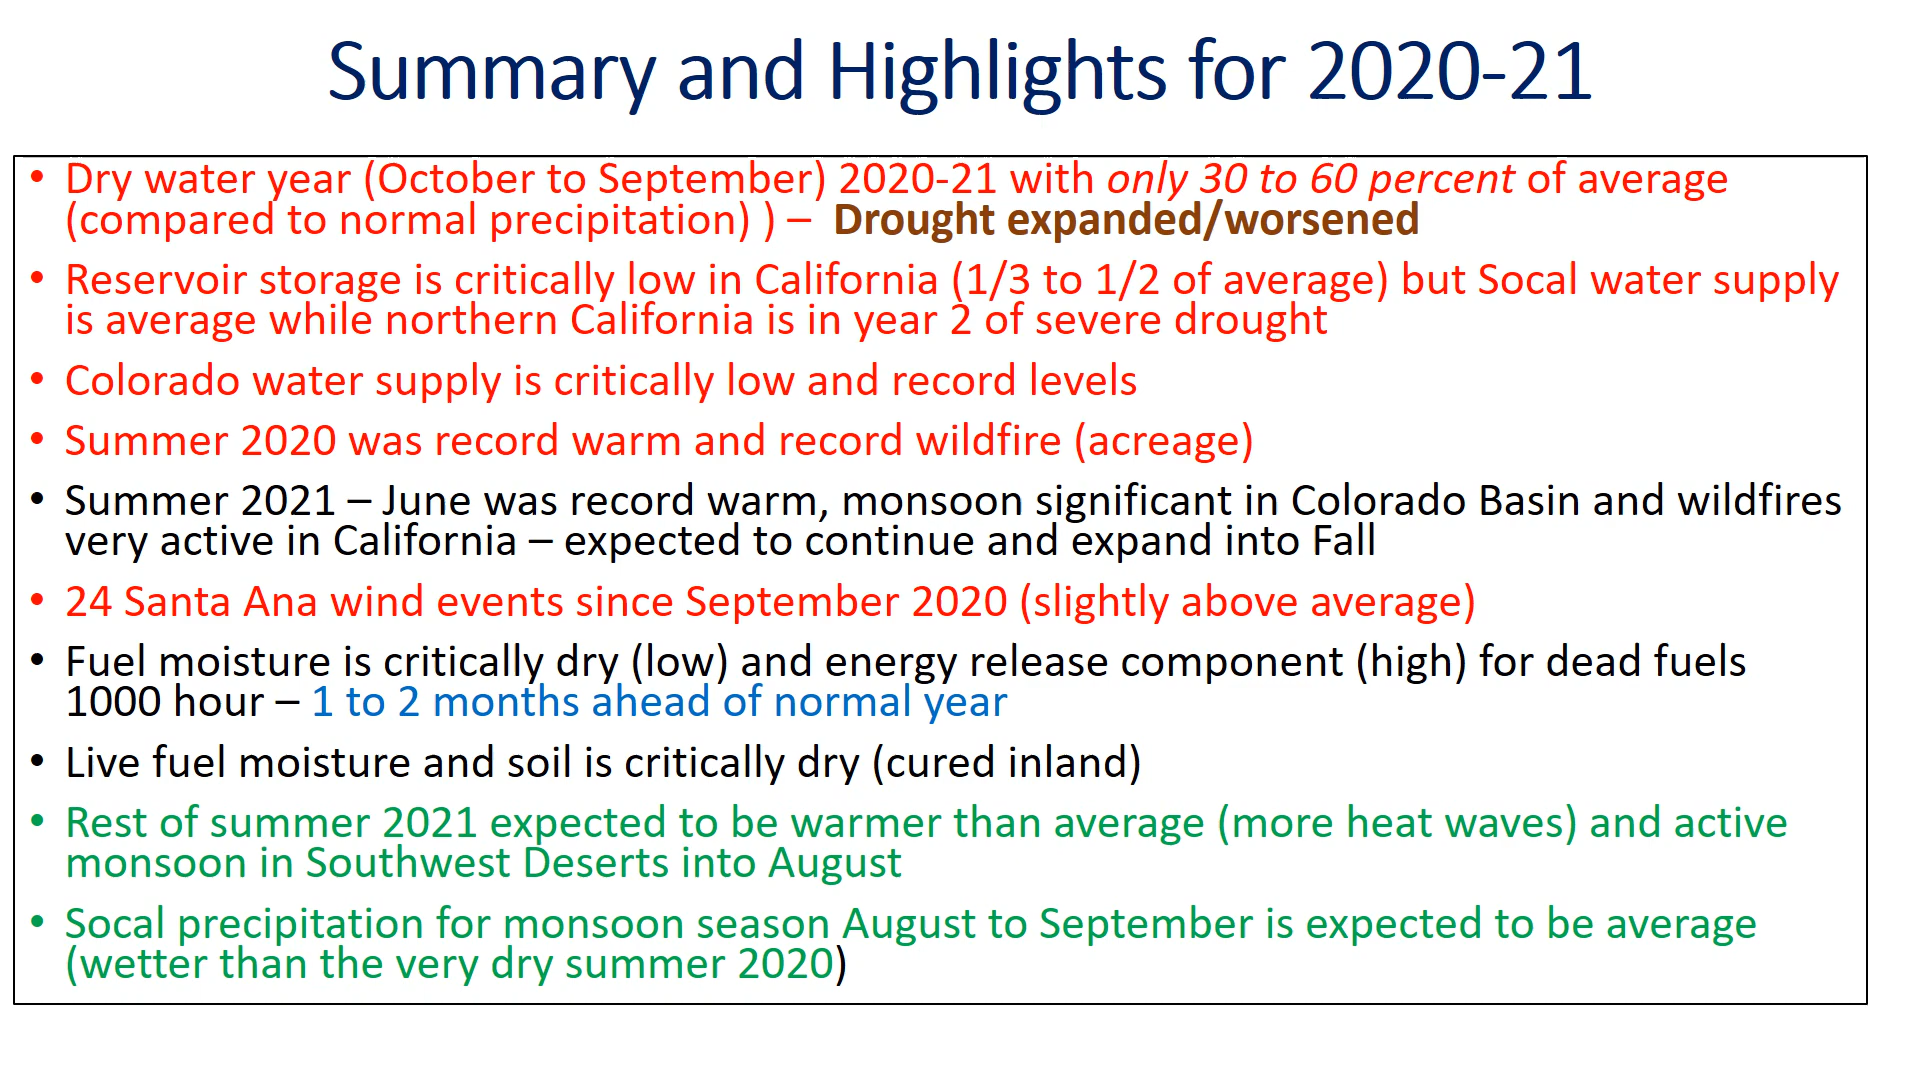 Summary and Highlights for 2020-21
• Dry water year (October to September) 2020-21 with only 30 to 60 percent of average
(compared to normal precipitation) ) – Drought expanded/worsened
• Reservoir storage is critically low in California (1/3 to 1/2 of average) but Socal water supply
is average while northern California is in year 2 of severe drought
• Colorado water supply is critically low and record levels
• Summer 2020 was record warm and record wildfire (acreage)
• Summer 2021 – June was record warm, monsoon significant in Colorado Basin and wildfires
very active in California – expected to continue and expand into Fall
• 24 Santa Ana wind events since September 2020 (slightly above average)
• Fuel moisture is critically dry (low) and energy release component (high) for dead fuels
1000 hour – 1 to 2 months ahead of normal year
• Live fuel moisture and soil is critically dry (cured inland)
• Rest of summer 2021 expected to be warmer than average (more heat waves) and active
monsoon in Southwest Deserts into August
• Socal precipitation for monsoon season August to September is expected to be average
(wetter than the very dry summer 2020)